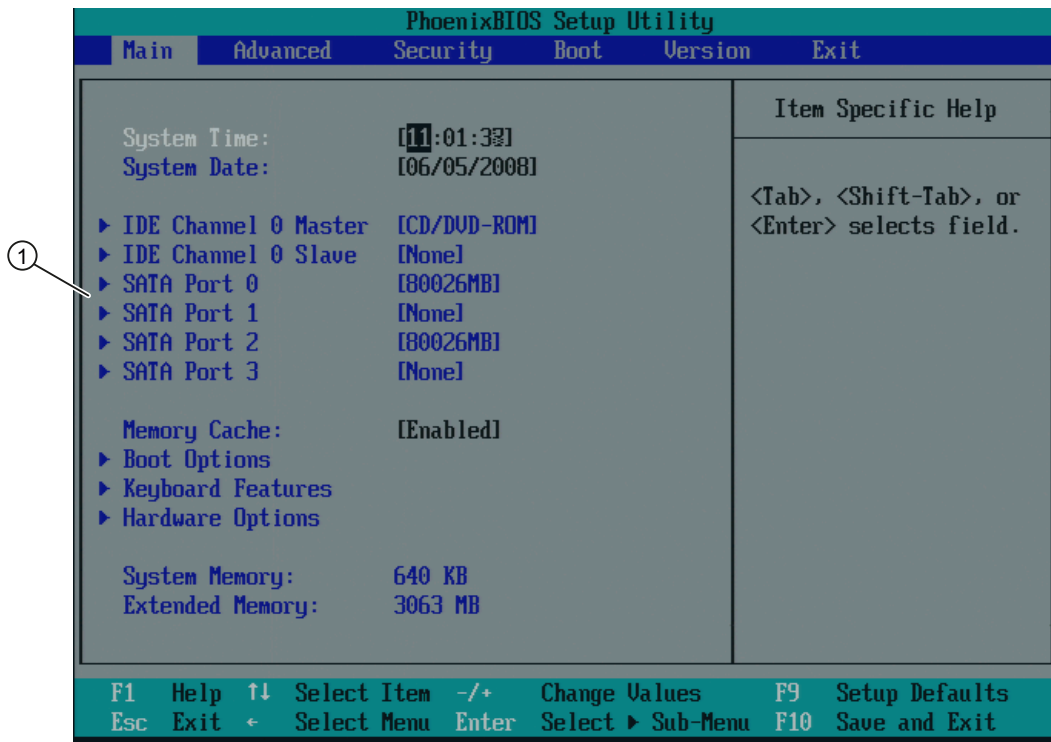 PhoenixBIOS Setup Utility
Main Advanced Security Boot Version Exit
Item Specific Help
System Time: [11:01:3]
System Date: [06/05/2008]
<Tab>, <Shift-Tab>, or
<Enter> selects field.
1
▶ IDE Channel 0 Master [CD/DVD-ROM]
▶ IDE Channel 0 Slave [None]
▶ SATA Port 0 [80026MB]
▶ SATA Port 1 [None]
▶ SATA Port 2 [80026MB]
▶ SATA Port 3 [None]
Memory Cache: [Enabled]
▶ Boot Options
▶ Keyboard Features
▶ Hardware Options
System Memory: 640 KB
Extended Memory: 3063 MB
F1 Help ↑↓ Select Item -/+ Change Values F9 Setup Defaults
Esc Exit ← Select Menu Enter Select ▶ Sub-Menu F10 Save and Exit